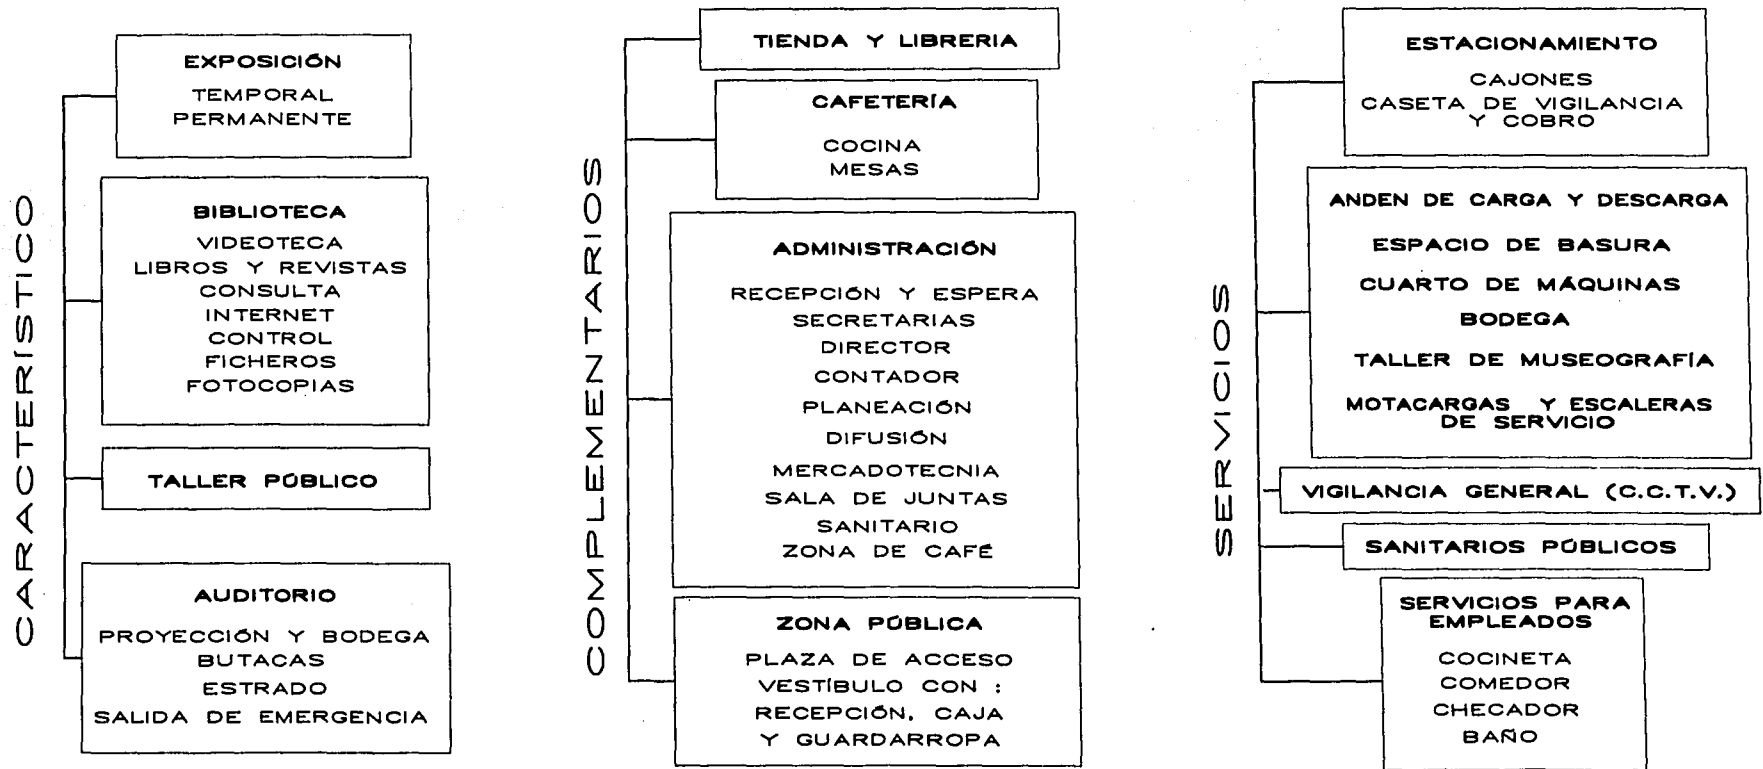 CARACTERÍSTICO
EXPOSICIÓN
TEMPORAL
PERMANENTE
BIBLIOTECA
VIDEOTECA
LIBROS Y REVISTAS
CONSULTA
INTERNET
CONTROL
FICHEROS
FOTOCOPIAS
TALLER PÚBLICO
AUDITORIO
PROYECCIÓN Y BODEGA
BUTACAS
ESTRADO
SALIDA DE EMERGENCIA
COMPLEMENTARIOS
TIENDA Y LIBRERIA
CAFETERÍA
COCINA
MESAS
ADMINISTRACIÓN
RECEPCIÓN Y ESPERA
SECRETARIAS
DIRECTOR
CONTADOR
PLANEACIÓN
DIFUSIÓN
MERCADOTECNIA
SALA DE JUNTAS
SANITARIO
ZONA DE CAFÉ
ZONA PÚBLICA
PLAZA DE ACCESO
VESTÍBULO CON :
RECEPCIÓN, CAJA
Y GUARDARROPA
SERVICIOS
ESTACIONAMIENTO
CAJONES
CASETA DE VIGILANCIA
Y COBRO
ANDEN DE CARGA Y DESCARGA
ESPACIO DE BASURA
CUARTO DE MÁQUINAS
BODEGA
TALLER DE MUSEOGRAFÍA
MOTACARGAS Y ESCALERAS
DE SERVICIO
VIGILANCIA GENERAL (C.C.T.V.)
SANITARIOS PÚBLICOS
SERVICIOS PARA
EMPLEADOS
COCINETA
COMEDOR
CHECADOR
BAÑO